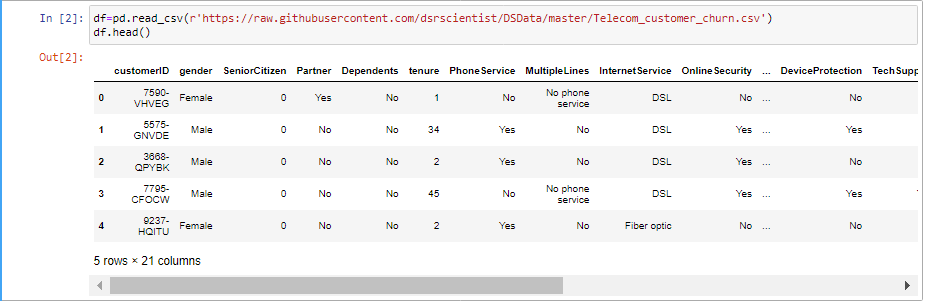 In [2]: df=pd.read_csv(r'https://raw.githubusercontent.com/dsrscientist/DSData/master/Telecom_customer_churn.csv')
df.head()
Out[2]:
customerID gender SeniorCitizen Partner Dependents tenure PhoneService MultipleLines InternetService OnlineSecurity ... DeviceProtection TechSupp
0 7590-VHVEG Female 0 Yes No 1 No No phone service DSL No ... No
1 5575-GNVDE Male 0 No No 34 Yes No DSL Yes ... Yes
2 3668-QPYBK Male 0 No No 2 Yes No DSL Yes ... No
3 7795-CFOCW Male 0 No No 45 No No phone service DSL Yes ... Yes
4 9237-HQITU Female 0 No No 2 Yes No Fiber optic No ... No
5 rows × 21 columns